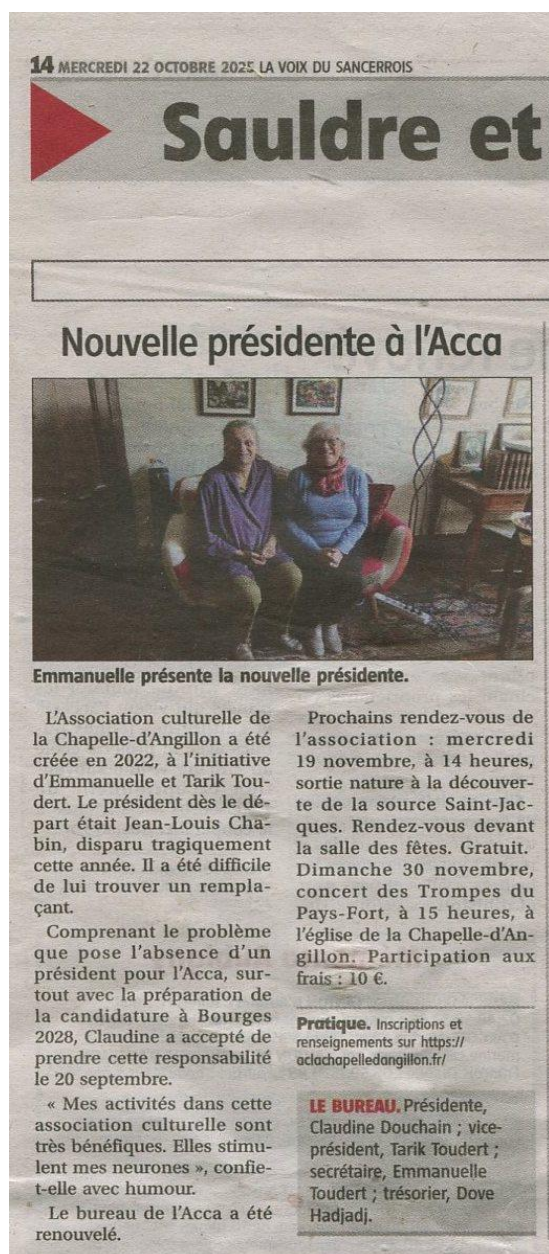 14 MERCREDI 22 OCTOBRE 2025 LA VOIX DU SANCERROIS
Sauldre et
Nouvelle présidente à l'Acca
Emmanuelle présente la nouvelle présidente.
L'Association culturelle de
la Chapelle-d'Angillon a été
créée en 2022, à l'initiative
d'Emmanuelle et Tarik Tou-
dert. Le président dès le dé-
part était Jean-Louis Cha-
bin, disparu tragiquement
cette année. Il a été difficile
de lui trouver un rempla-
çant.
Comprenant le problème
que pose l'absence d'un
président pour l'Acca, sur-
tout avec la préparation de
la candidature à Bourges
2028, Claudine a accepté de
prendre cette responsabilité
le 20 septembre.
« Mes activités dans cette
association culturelle sont
très bénéfiques. Elles stimu-
lent mes neurones », confie-
t-elle avec humour.
Le bureau de l'Acca a été
renouvelé.
Prochains rendez-vous de
l'association : mercredi
19 novembre, à 14 heures,
sortie nature à la découver-
te de la source Saint-Jac-
ques. Rendez-vous devant
la salle des fêtes. Gratuit.
Dimanche 30 novembre,
concert des Trompes du
Pays-Fort, à 15 heures, à
l'église de la Chapelle-d'An-
gillon. Participation aux
frais : 10 €.
Pratique. Inscriptions et
renseignements sur https://
aclachapelledangillon.fr/
LE BUREAU. Présidente,
Claudine Douchain ; vice-
président, Tarik Toudert ;
secrétaire, Emmanuelle
Toudert ; trésorier, Dove
Hadjadj.